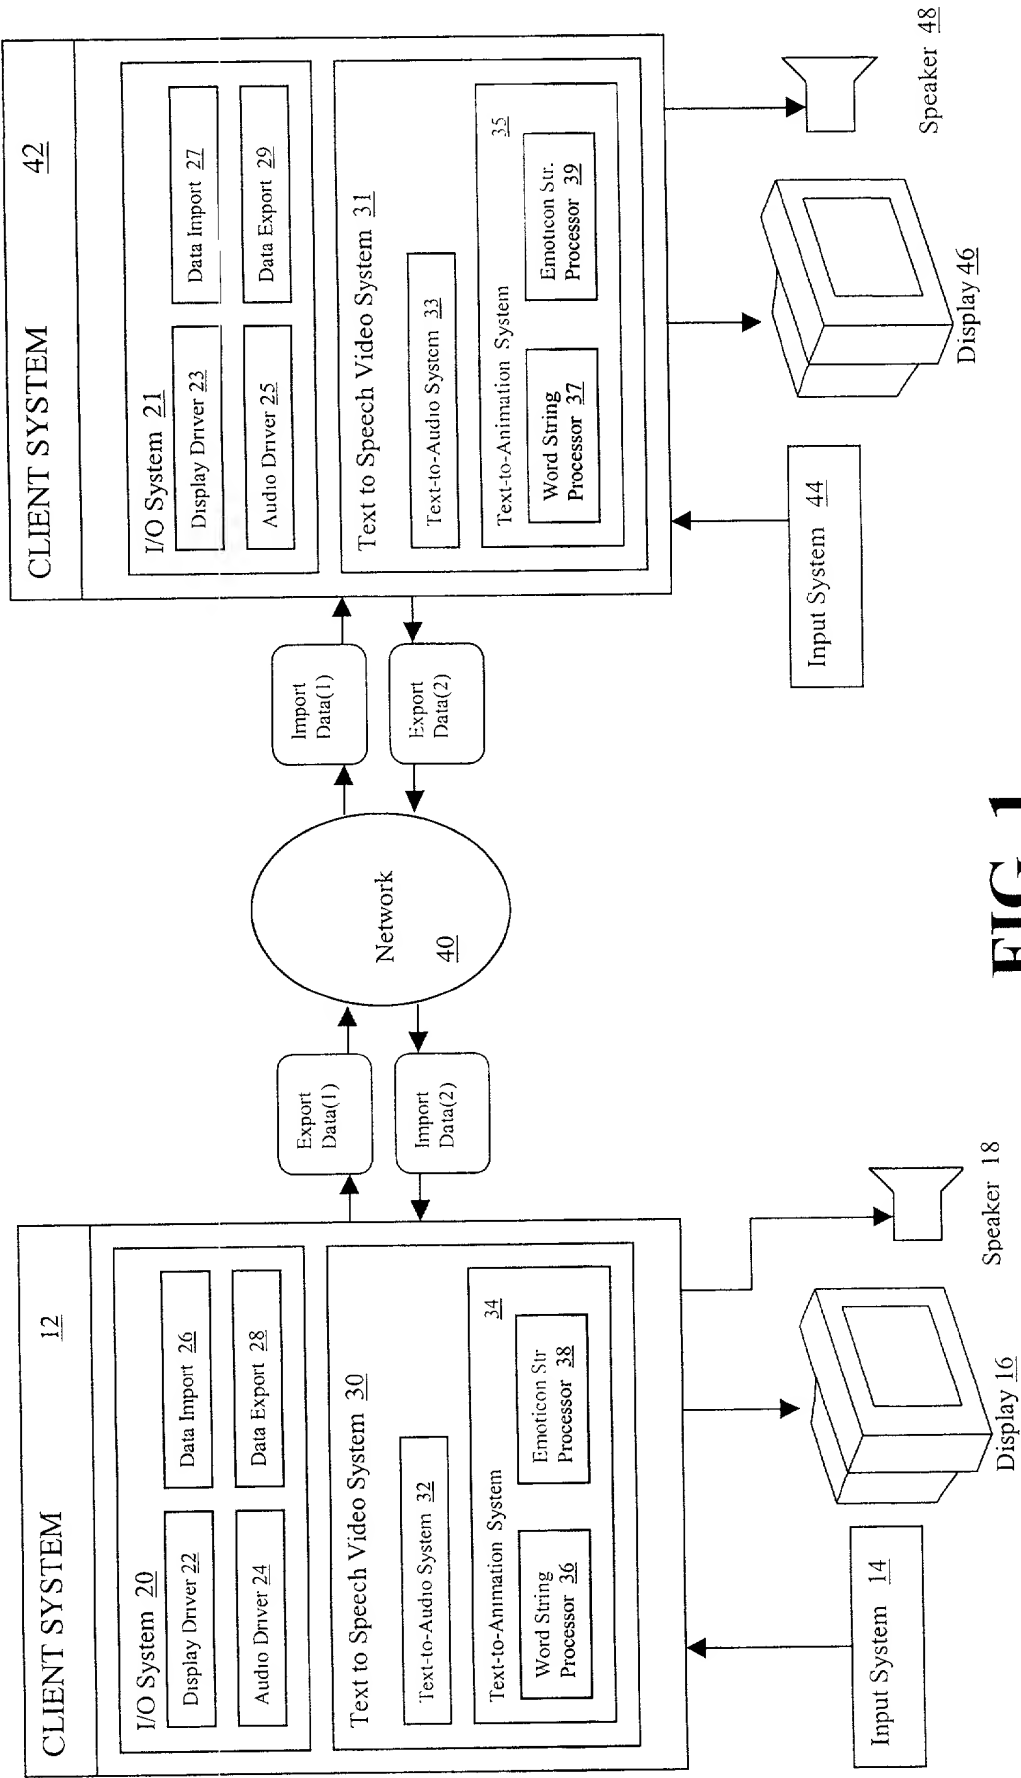 CLIENT SYSTEM 12
I/O System 20
Display Driver 22
Data Import 26
Audio Driver 24
Data Export 28
Text to Speech Video System 30
Text-to-Audio System 32
Text-to-Animation System 34
Word String
Processor 36
Emoticon Str
Processor 38
Input System 14
Display 16
Speaker 18
Export
Data(1)
Import
Data(2)
Network
40
Import
Data(1)
Export
Data(2)
CLIENT SYSTEM 42
I/O System 21
Display Driver 23
Data Import 27
Audio Driver 25
Data Export 29
Text to Speech Video System 31
Text-to-Audio System 33
Text-to-Animation System 35
Word String
Processor 37
Emoticon Str.
Processor 39
Input System 44
Display 46
Speaker 48
FIG. 1